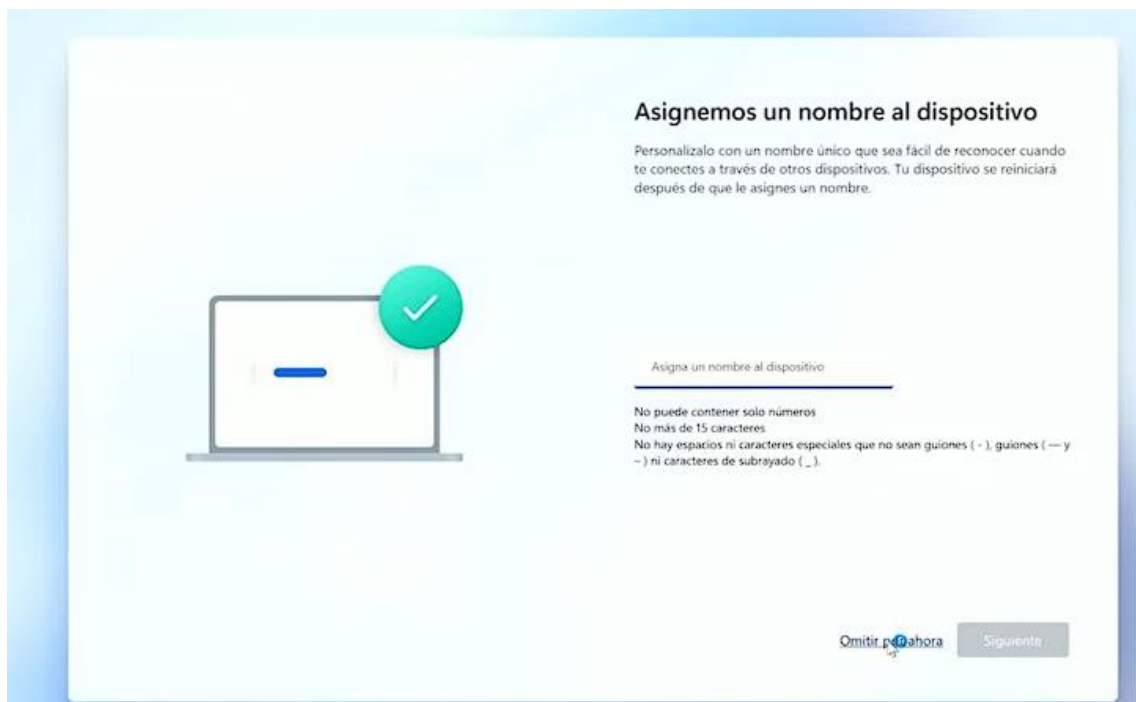 Asignemos un nombre al dispositivo
Personalízalo con un nombre único que sea fácil de reconocer cuando
te conectes a través de otros dispositivos. Tu dispositivo se reiniciará
después de que le asignes un nombre.
Asigna un nombre al dispositivo
No puede contener solo números
No más de 15 caracteres
No hay espacios ni caracteres especiales que no sean guiones ( - ), guiones ( — y
– ) ni caracteres de subrayado ( _ ).
Omitir por ahora
Siguiente